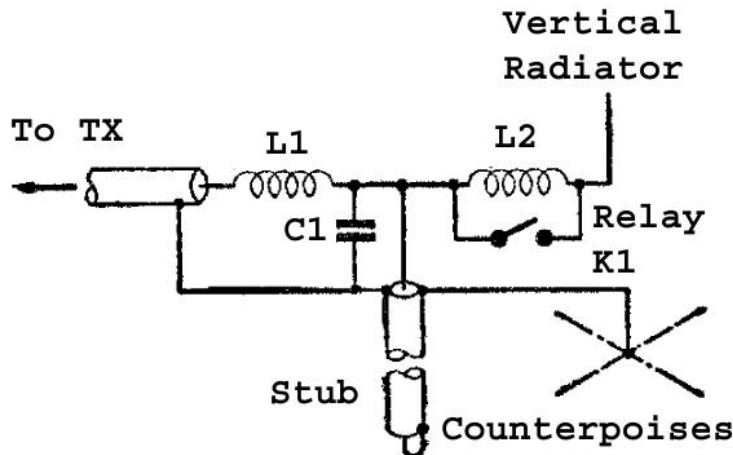 Vertical
Radiator
To TX
L1
L2
C1
Relay
K1
Stub
Counterpoises